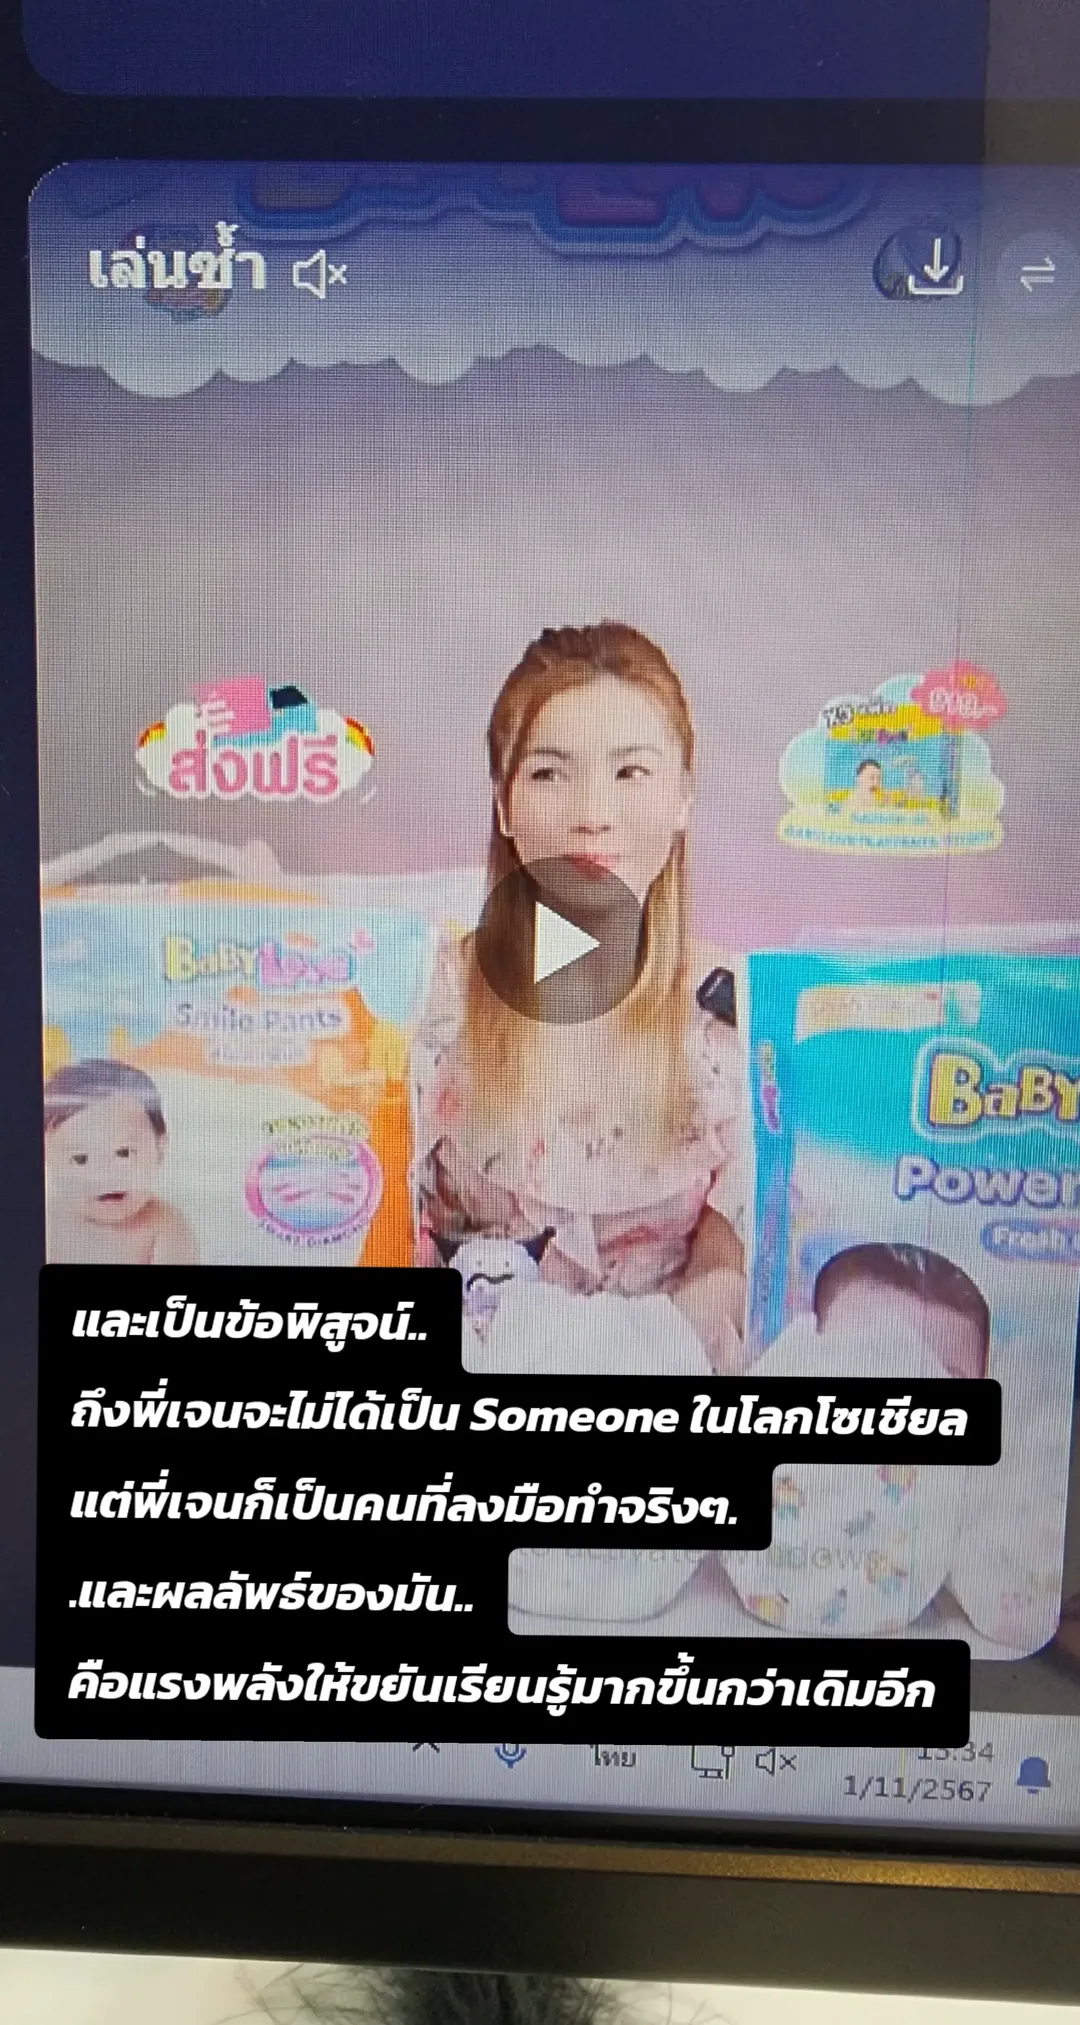 เล่นซ้ำ
ส่งฟรี
BaBY Love
Smile Pants
BaBY
Power
Fresh
และเป็นข้อพิสูจน์..
ถึงพี่เจนจะไม่ได้เป็น Someone ในโลกโซเชียล
แต่พี่เจนก็เป็นคนที่ลงมือทำจริงๆ.
.และผลลัพธ์ของมัน..
คือแรงพลังให้ขยันเรียนรู้มากขึ้นกว่าเดิมอีก
ไทย
13:34
1/11/2567